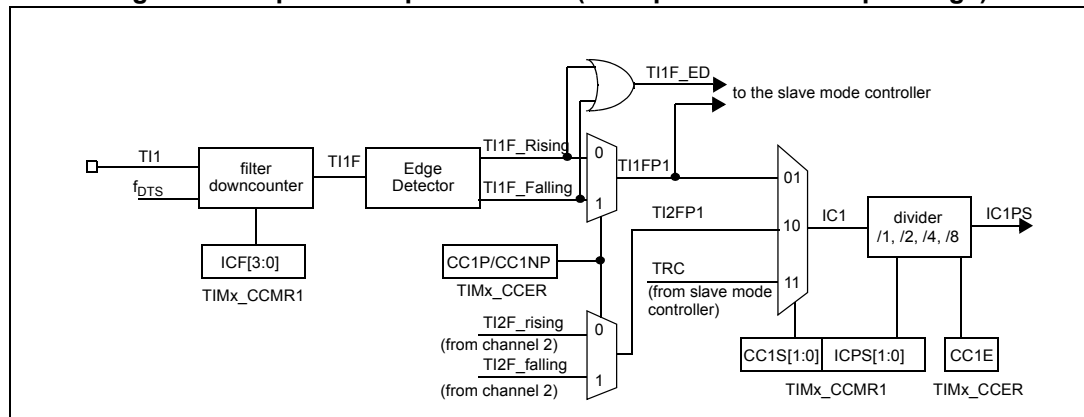 TI1F_ED
to the slave mode controller
TI1
TI1F
TI1F_Rising
0
TI1FP1
filter
downcounter
Edge
Detector
01
fDTS
TI1F_Falling
1
TI2FP1
10
IC1
divider
/1, /2, /4, /8
IC1PS
ICF[3:0]
TIMx_CCMR1
CC1P/CC1NP
TIMx_CCER
TRC
11
(from slave mode
controller)
TI2F_rising
0
(from channel 2)
TI2F_falling
1
(from channel 2)
CC1S[1:0]
ICPS[1:0]
CC1E
TIMx_CCMR1
TIMx_CCER